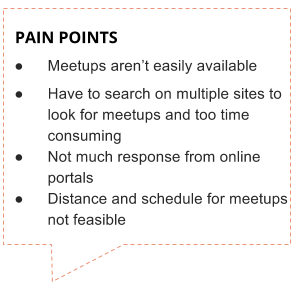 PAIN POINTS
● Meetups aren’t easily available
● Have to search on multiple sites to
look for meetups and too time
consuming
● Not much response from online
portals
● Distance and schedule for meetups
not feasible